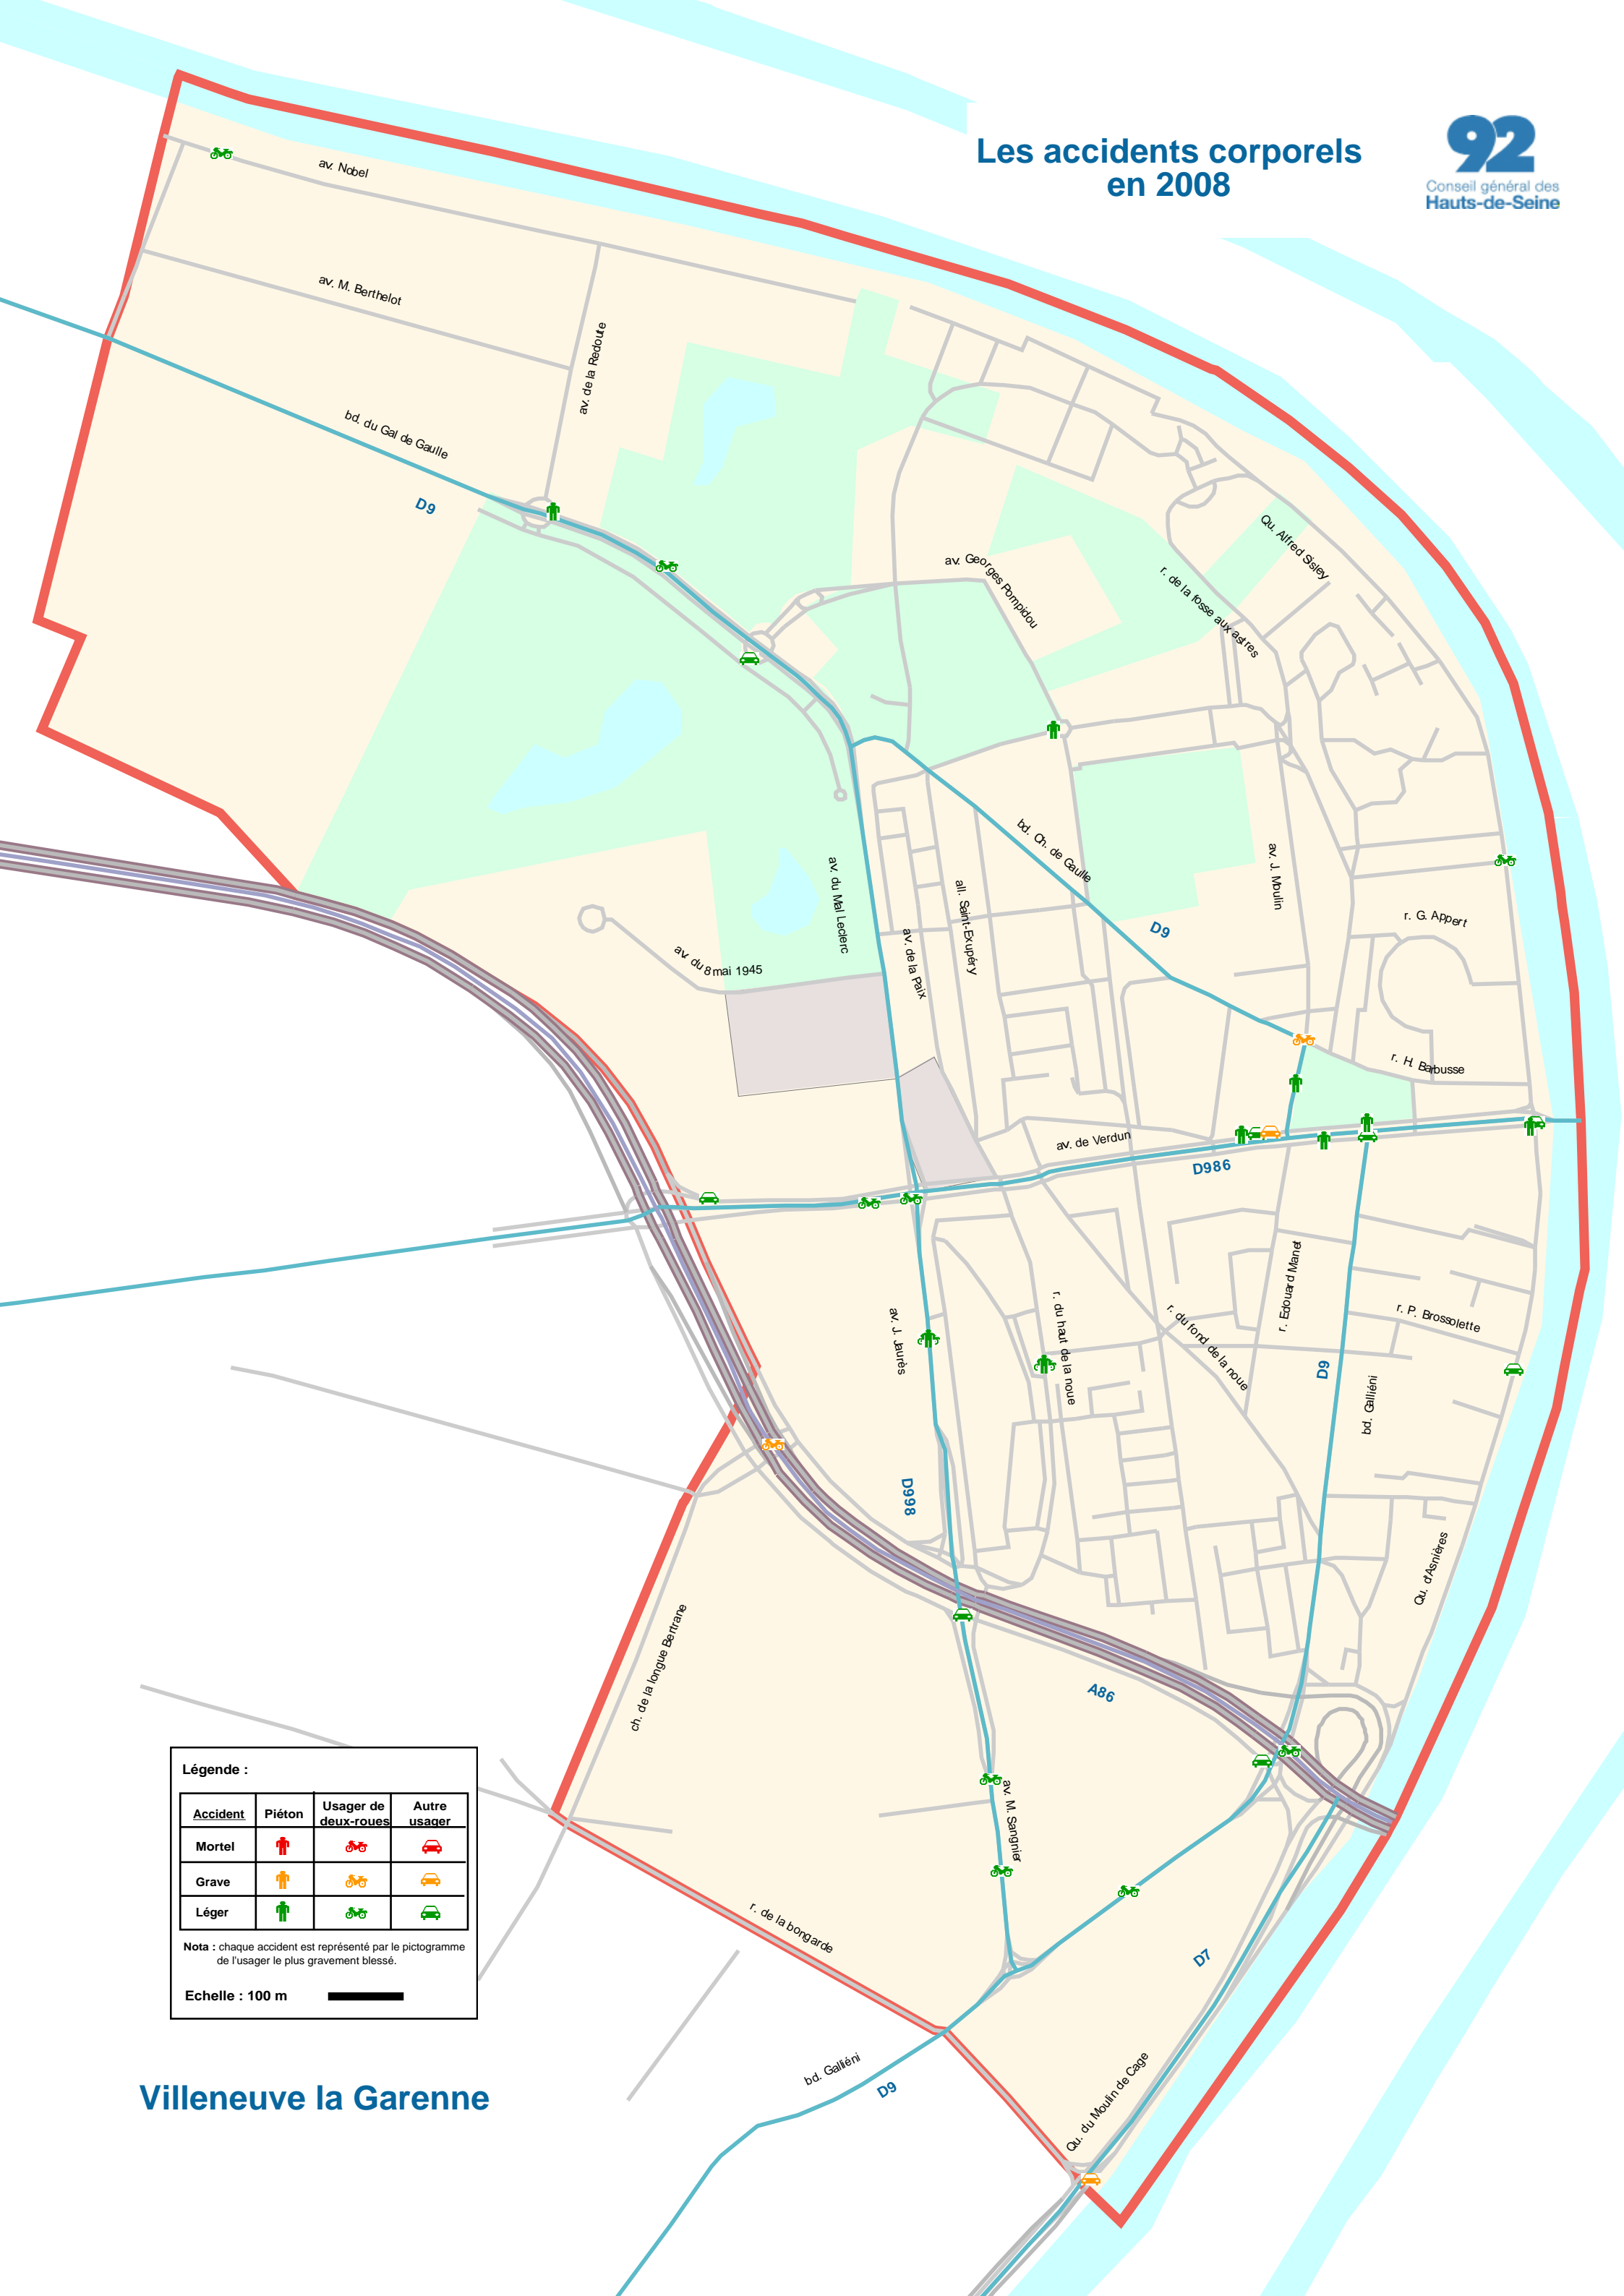 Les accidents corporels
en 2008
92
Conseil général des
Hauts-de-Seine
av. Nobel
av. M. Berthelot
av. de la Redoute
bd. du Gal de Gaulle
D9
Qu. Alfred Sisley
av. Georges Pompidou
r. de la fosse aux astres
bd. Ch. de Gaulle
av. J. Moulin
av. du Mal Leclerc
all. Saint-Exupéry
r. G. Appert
D9
av. de la Paix
av. du 8 mai 1945
r. H. Barbusse
av. de Verdun
D986
r. Edouard Manet
r. du haut de la noue
r. du fond de la noue
r. P. Brossolette
av. J. Jaurès
D9
bd. Galliéni
D998
Qu. d'Asnières
ch. de la longue Bertrane
A86
av. M. Sangnier
r. de la bongarde
D7
bd. Galliéni
D9
Qu. du Moulin de Cage
Légende :
Accident Piéton Usager de deux-roues Autre usager
Mortel
Grave
Léger
Nota : chaque accident est représenté par le pictogramme
de l'usager le plus gravement blessé.
Echelle : 100 m
Villeneuve la Garenne